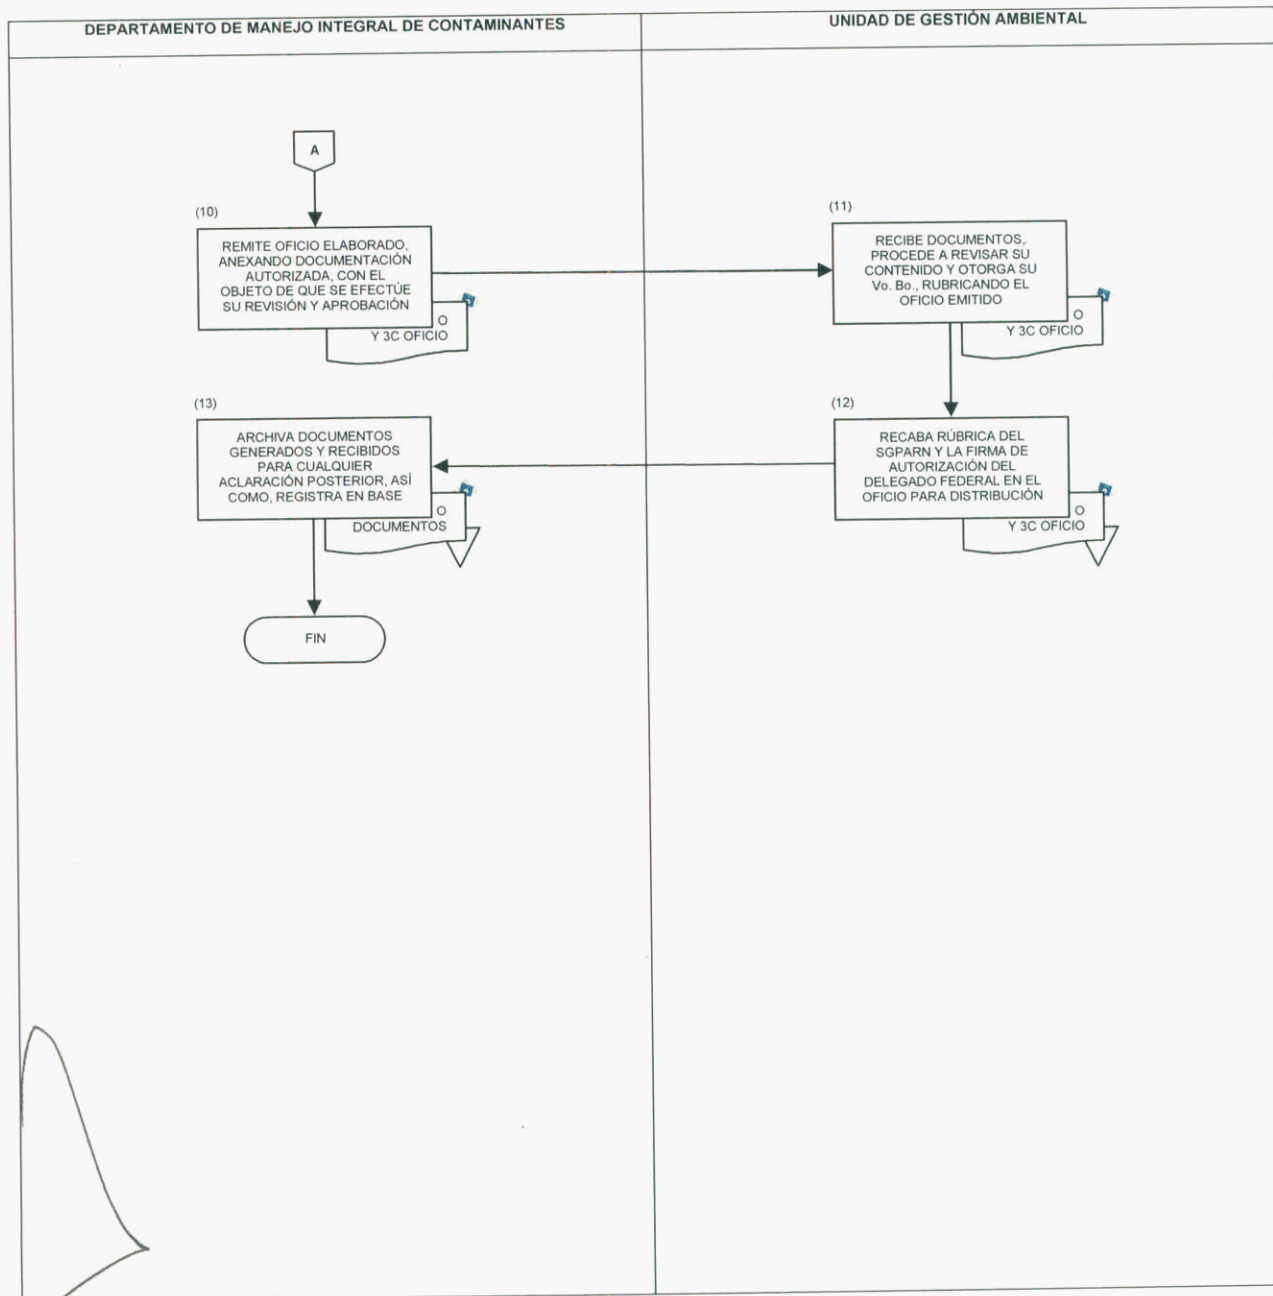 DEPARTAMENTO DE MANEJO INTEGRAL DE CONTAMINANTES
UNIDAD DE GESTIÓN AMBIENTAL
A
(10)
REMITE OFICIO ELABORADO,
ANEXANDO DOCUMENTACIÓN
AUTORIZADA, CON EL
OBJETO DE QUE SE EFECTÚE
SU REVISIÓN Y APROBACIÓN
O
Y 3C OFICIO
(11)
RECIBE DOCUMENTOS,
PROCEDE A REVISAR SU
CONTENIDO Y OTORGA SU
Vo. Bo., RUBRICANDO EL
OFICIO EMITIDO
O
Y 3C OFICIO
(12)
RECABA RÚBRICA DEL
SGPARN Y LA FIRMA DE
AUTORIZACIÓN DEL
DELEGADO FEDERAL EN EL
OFICIO PARA DISTRIBUCIÓN
O
Y 3C OFICIO
(13)
ARCHIVA DOCUMENTOS
GENERADOS Y RECIBIDOS
PARA CUALQUIER
ACLARACIÓN POSTERIOR, ASÍ
COMO, REGISTRA EN BASE
O
DOCUMENTOS
FIN